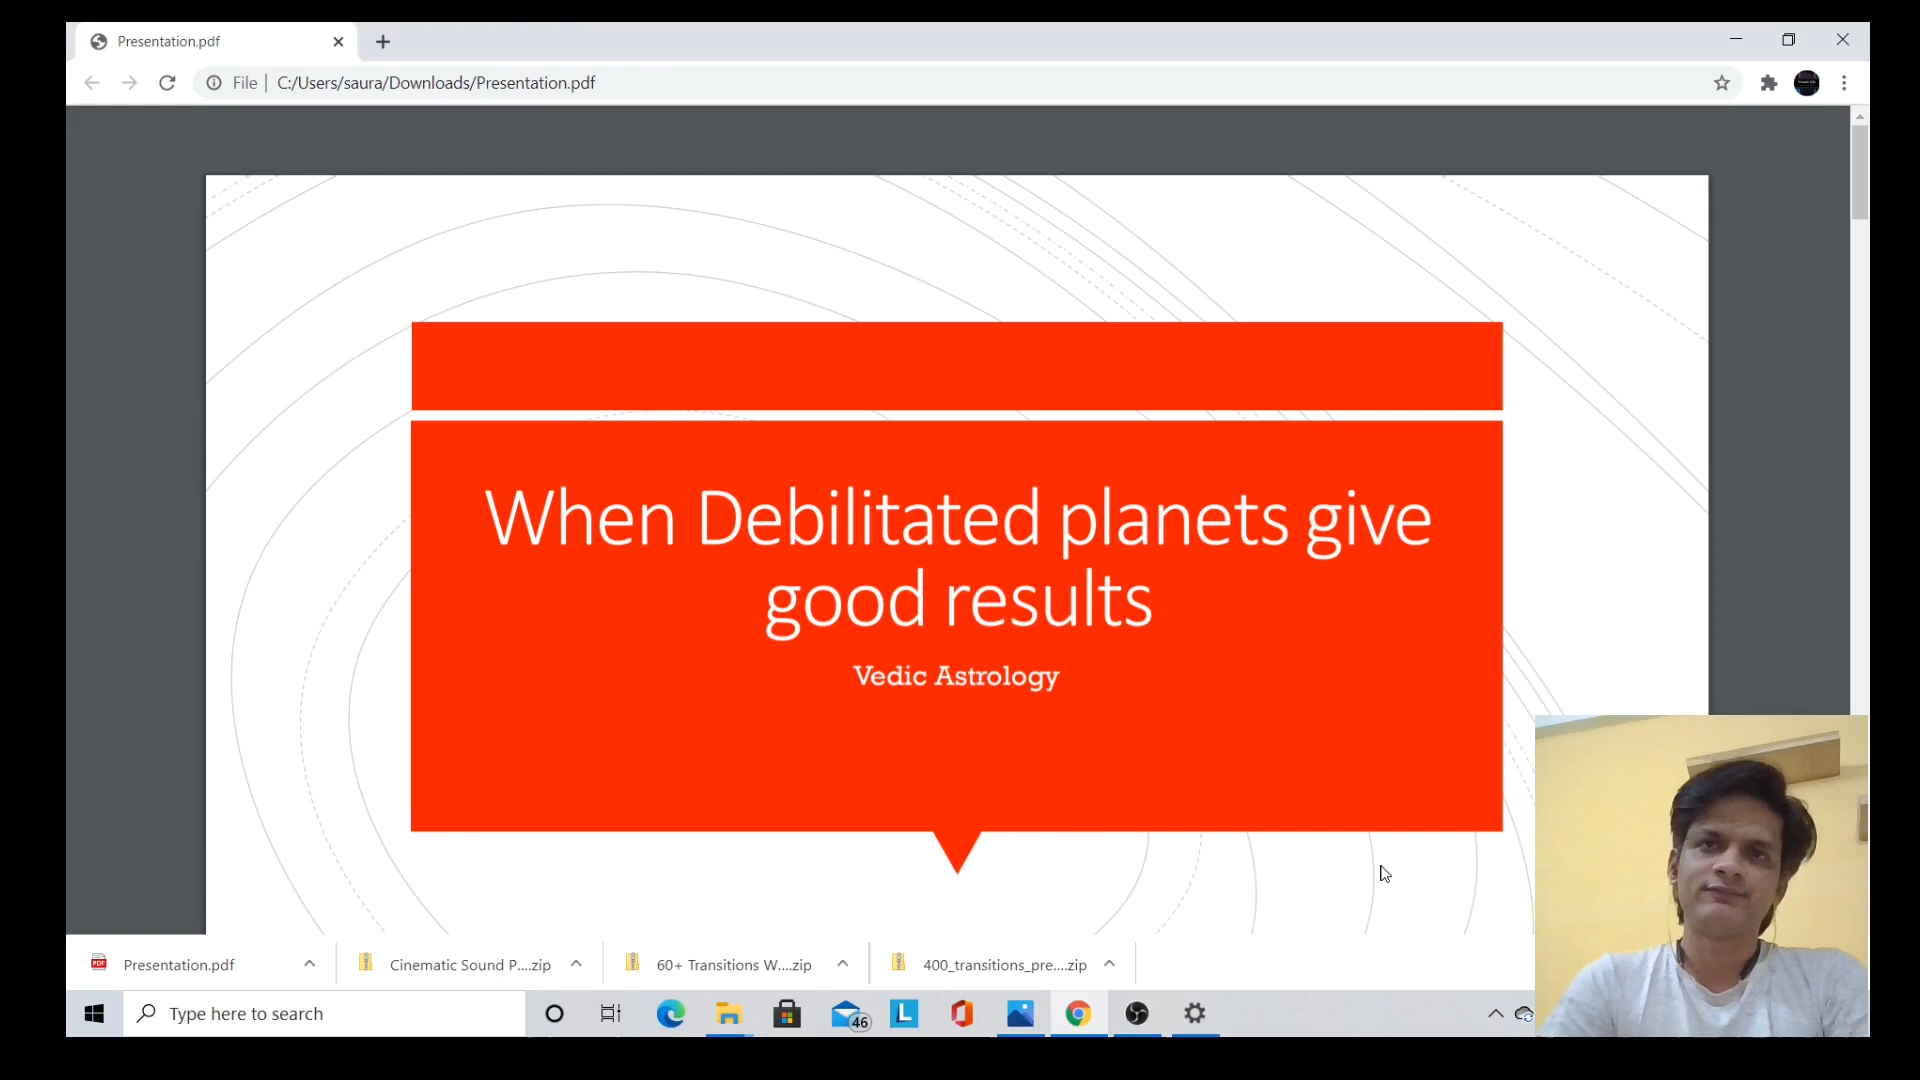 Presentation.pdf
File | C:/Users/saura/Downloads/Presentation.pdf
When Debilitated planets give
good results
Vedic Astrology
Presentation.pdf
Cinematic Sound P....zip
60+ Transitions W....zip
400_transitions_pre....zip
Type here to search
L
46